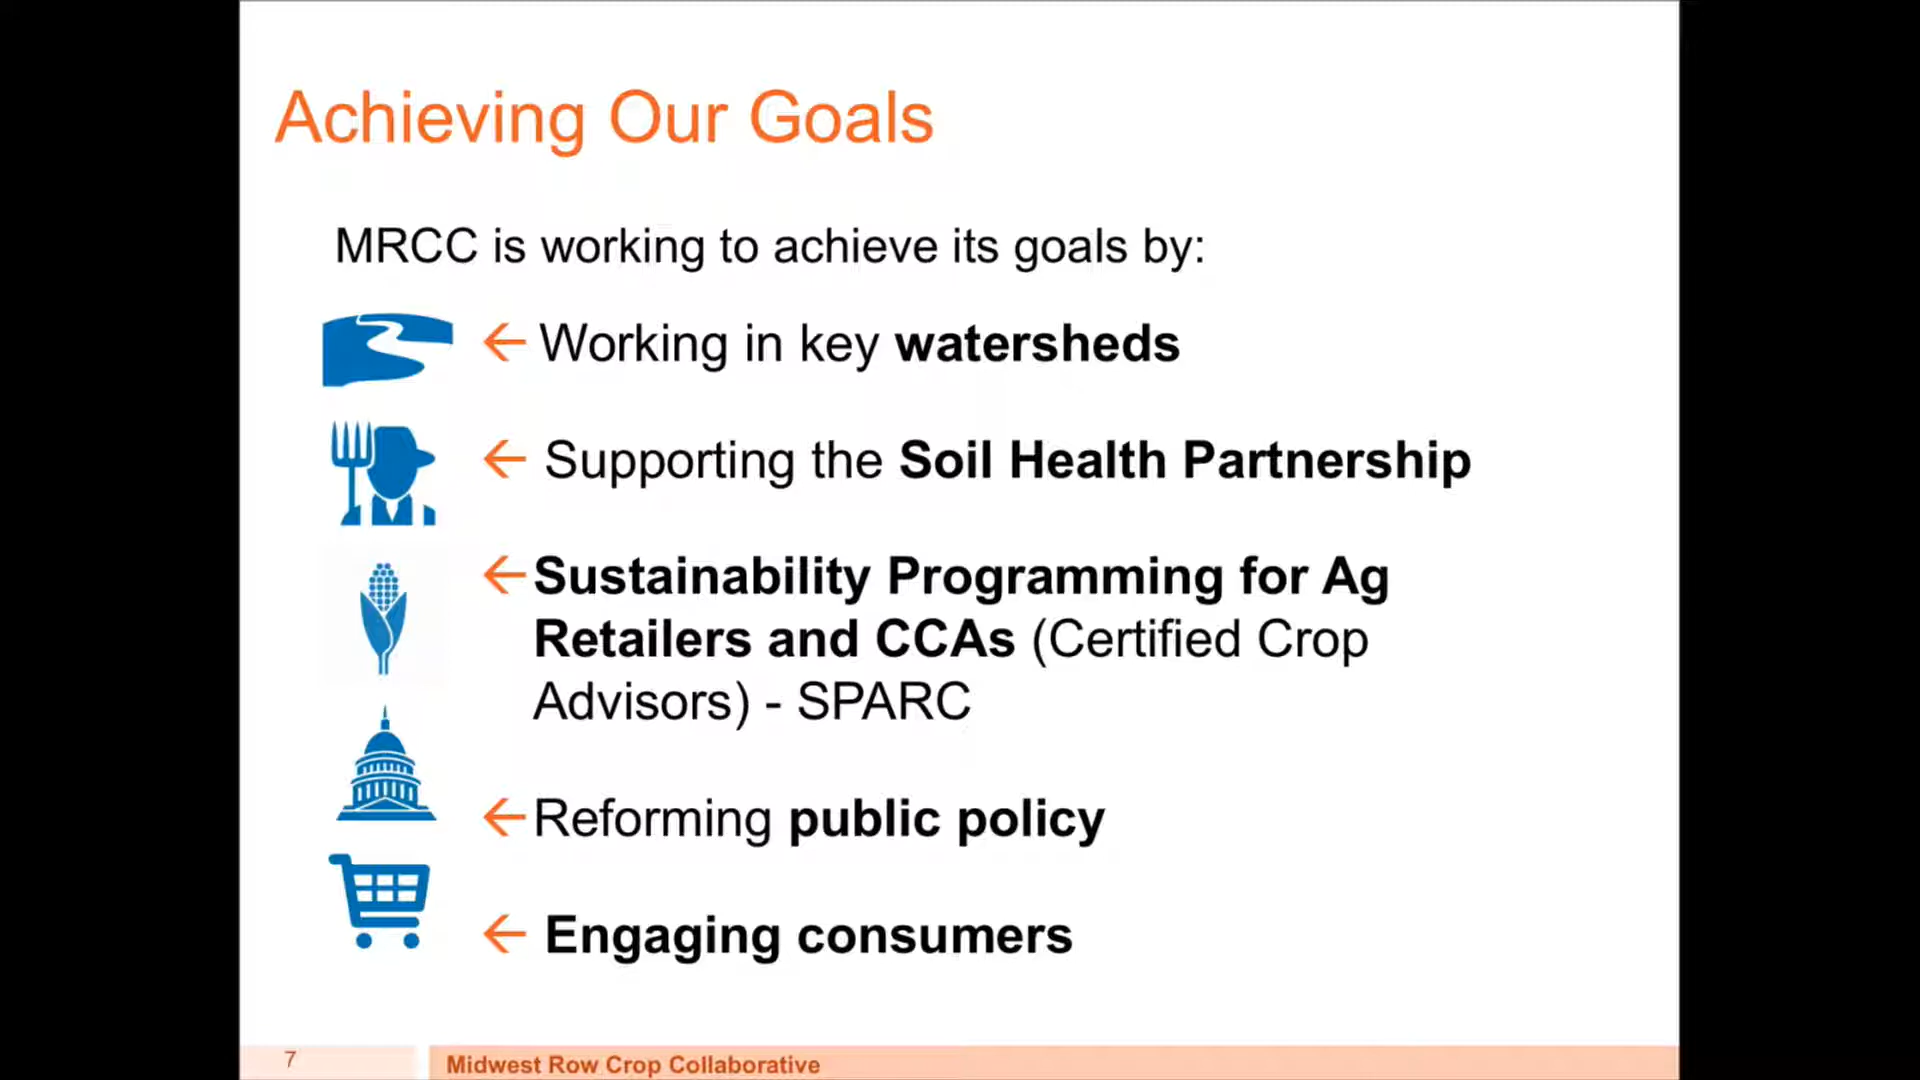 Achieving Our Goals
MRCC is working to achieve its goals by:
← Working in key watersheds
← Supporting the Soil Health Partnership
← Sustainability Programming for Ag
Retailers and CCAs (Certified Crop
Advisors) - SPARC
← Reforming public policy
← Engaging consumers
7
Midwest Row Crop Collaborative